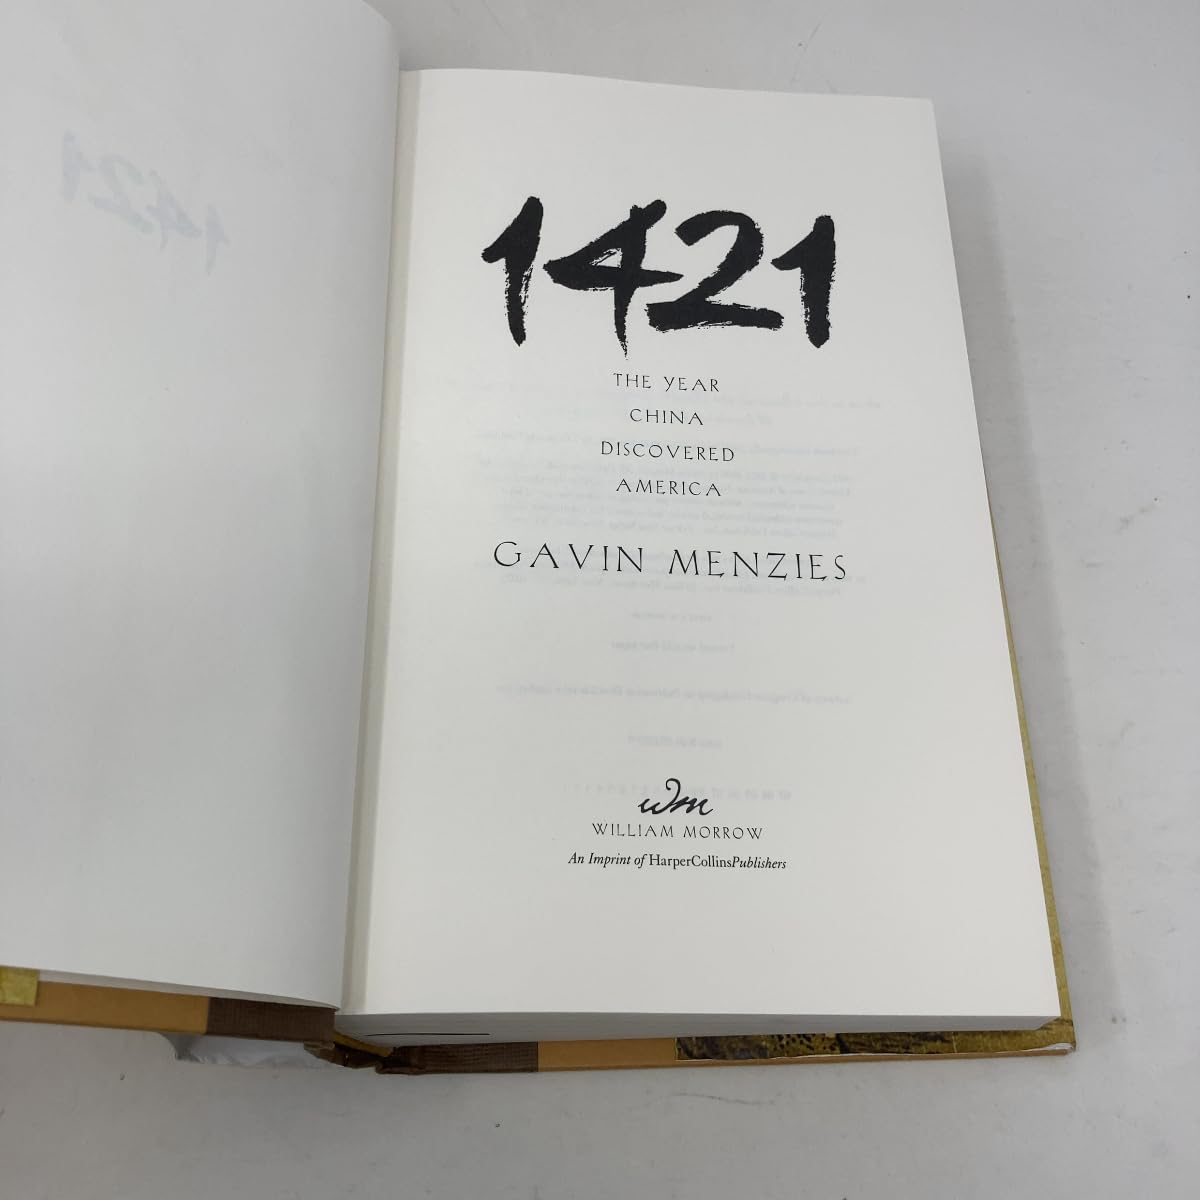 1421
THE YEAR
CHINA
DISCOVERED
AMERICA
GAVIN MENZIES
wm
WILLIAM MORROW
An Imprint of HarperCollinsPublishers